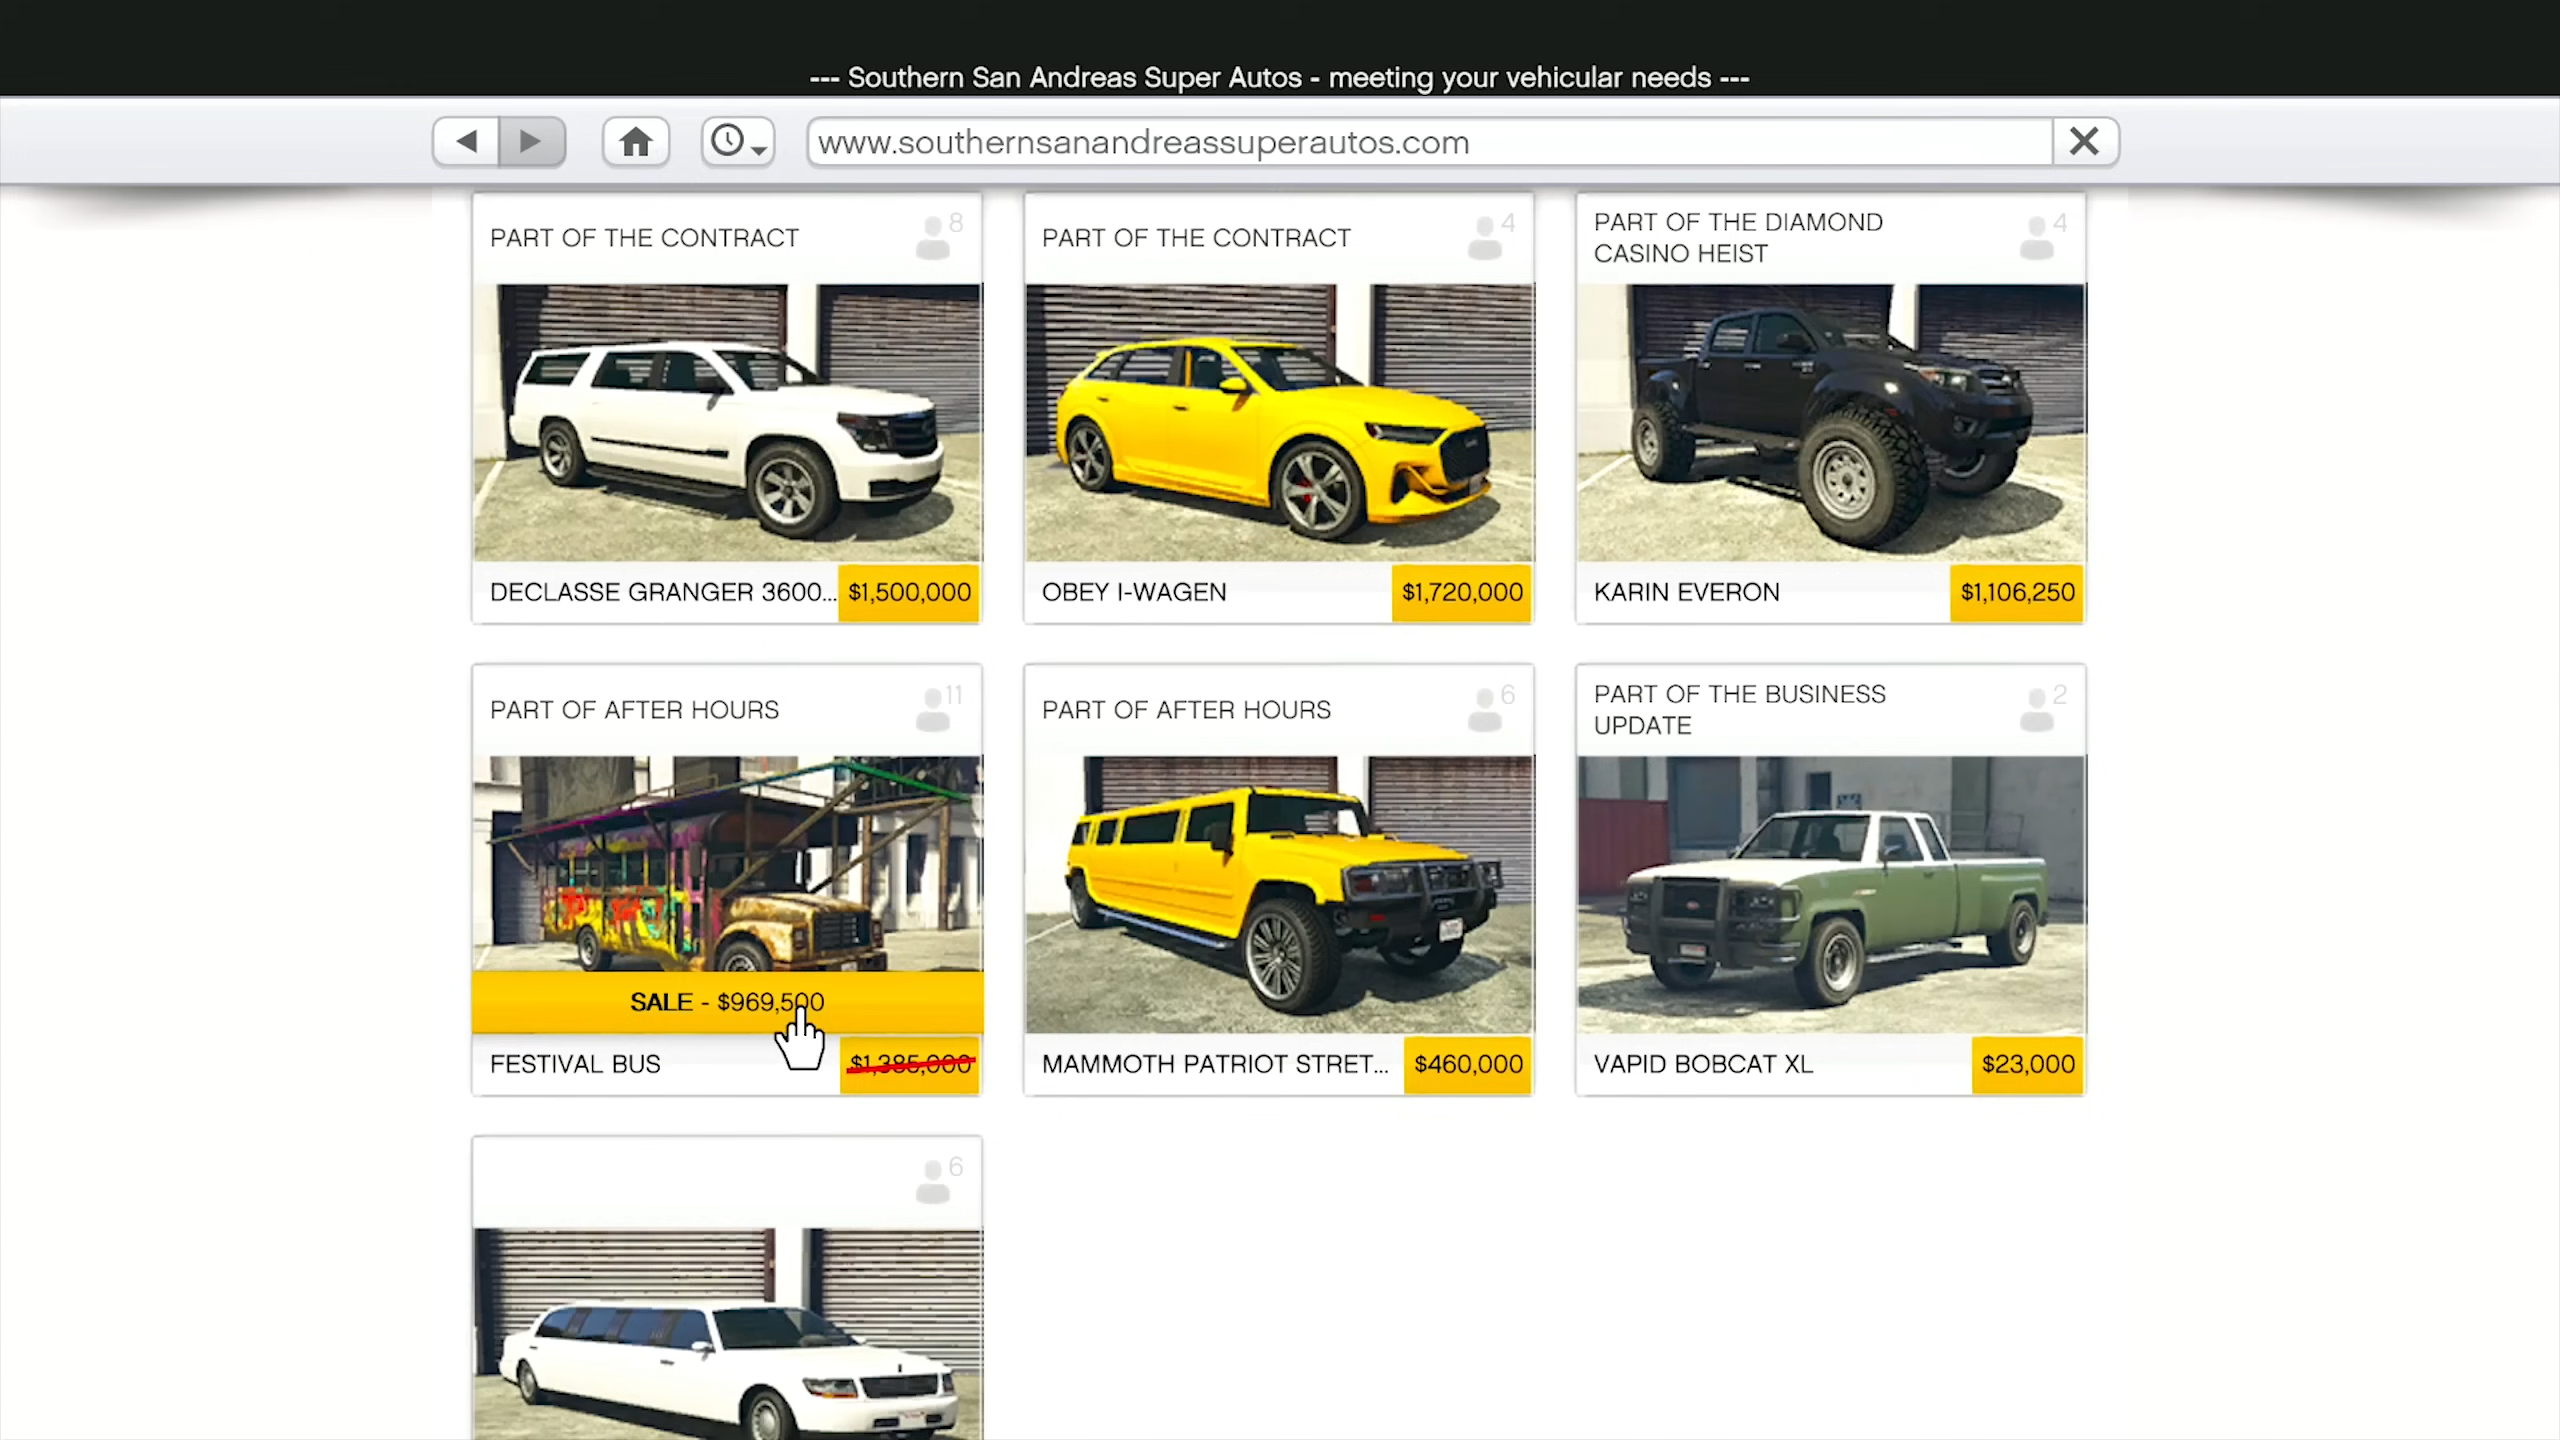 --- Southern San Andreas Super Autos - meeting your vehicular needs ---
www.southernsanandreassuperautos.com
PART OF THE CONTRACT
8
PART OF THE CONTRACT
4
PART OF THE DIAMOND
CASINO HEIST
4
DECLASSE GRANGER 3600...
$1,500,000
OBEY I-WAGEN
$1,720,000
KARIN EVERON
$1,106,250
PART OF AFTER HOURS
11
PART OF AFTER HOURS
6
PART OF THE BUSINESS
UPDATE
2
SALE - $969,500
FESTIVAL BUS
$1,385,000
MAMMOTH PATRIOT STRET...
$460,000
VAPID BOBCAT XL
$23,000
6